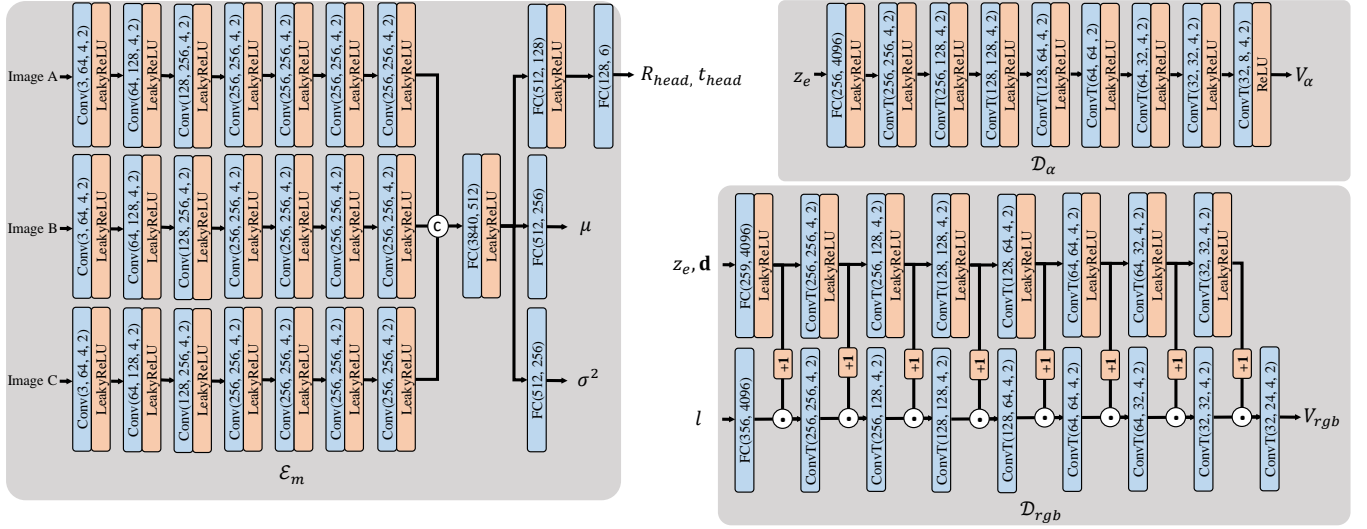 Image A
Conv(3, 64, 4, 2)
LeakyReLU
Conv(64, 128, 4, 2)
LeakyReLU
Conv(128, 256, 4, 2)
LeakyReLU
Conv(256, 256, 4, 2)
LeakyReLU
Conv(256, 256, 4, 2)
LeakyReLU
Conv(256, 256, 4, 2)
LeakyReLU
Conv(256, 256, 4, 2)
LeakyReLU
Image B
Conv(3, 64, 4, 2)
LeakyReLU
Conv(64, 128, 4, 2)
LeakyReLU
Conv(128, 256, 4, 2)
LeakyReLU
Conv(256, 256, 4, 2)
LeakyReLU
Conv(256, 256, 4, 2)
LeakyReLU
Conv(256, 256, 4, 2)
LeakyReLU
Conv(256, 256, 4, 2)
LeakyReLU
Image C
Conv(3, 64, 4, 2)
LeakyReLU
Conv(64, 128, 4, 2)
LeakyReLU
Conv(128, 256, 4, 2)
LeakyReLU
Conv(256, 256, 4, 2)
LeakyReLU
Conv(256, 256, 4, 2)
LeakyReLU
Conv(256, 256, 4, 2)
LeakyReLU
Conv(256, 256, 4, 2)
LeakyReLU
C
FC(3840, 512)
LeakyReLU
FC(512, 128)
LeakyReLU
FC(128, 6)
R_head, t_head
FC(512, 256)
μ
FC(512, 256)
σ²
ℰ_m
z_e
FC(256, 4096)
LeakyReLU
ConvT(256, 256, 4, 2)
LeakyReLU
ConvT(256, 128, 4, 2)
LeakyReLU
ConvT(128, 128, 4, 2)
LeakyReLU
ConvT(128, 64, 4, 2)
LeakyReLU
ConvT(64, 64 , 2)
LeakyReLU
ConvT(64, 32, 4, 2)
LeakyReLU
ConvT(32, 32, 4, 2)
LeakyReLU
ConvT(32, 8, 4, 2)
ReLU
V_α
𝒟_α
z_e, d
FC(259, 4096)
LeakyReLU
ConvT(256, 256, 4, 2)
LeakyReLU
ConvT(256, 128, 4, 2)
LeakyReLU
ConvT(128, 128, 4, 2)
LeakyReLU
ConvT(128, 64, 4, 2)
LeakyReLU
ConvT(64, 64, 4, 2)
LeakyReLU
ConvT(64, 32, 4, 2)
LeakyReLU
ConvT(32, 32, 4, 2)
LeakyReLU
+1
+1
+1
+1
+1
+1
+1
+1
l
FC(356, 4096)
ConvT(256, 256, 4, 2)
ConvT(256, 128, 4, 2)
ConvT(128, 128, 4, 2)
ConvT(128, 64, 4, 2)
ConvT(64, 64, 4, 2)
ConvT(64, 32, 4, 2)
ConvT(32, 32, 4, 2)
ConvT(32, 24, 4, 2)
V_rgb
𝒟_rgb